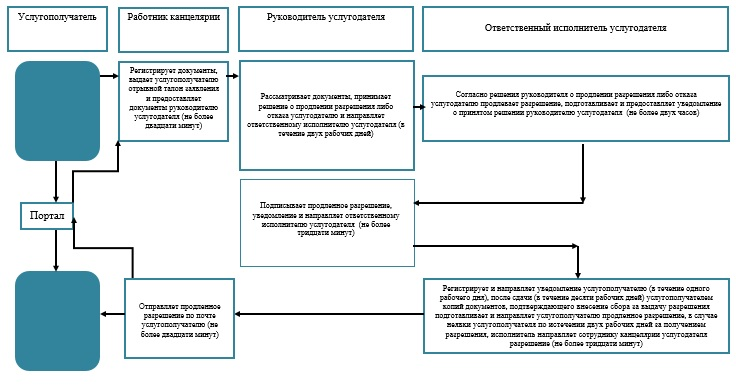 Услугополучатель
Работник канцелярии
Руководитель услугодателя
Ответственный исполнитель услугодателя
Регистрирует документы,
выдает услугополучателю
отрывной талон заявления
и предоставляет
документы руководителю
услугодателя (не более
двадцати минут)
Рассматривает документы, принимает
решение о продлении разрешения либо
отказа услугодателю и направляет
ответственному исполнителю услугодателя (в
течение двух рабочих дней)
Согласно решения руководителя о продлении разрешения либо отказа
услугодателю продлевает разрешение, подготавливает и предоставляет уведомление
о принятом решении руководителю услугодателя (не более двух часов)
Портал
Подписывает продленное разрешение,
уведомление и направляет ответственному
исполнителю услугодателя (не более
тридцати минут)
Отправляет продленное
разрешение по почте
услугополучателю (не
более двадцати минут)
Регистрирует и направляет уведомление услугополучателю (в течение одного
рабочего дня), после сдачи (в течение десяти рабочих дней) услугополучателем
копий документов, подтверждающего внесение сбора за выдачу разрешения
подготавливает и направляет услугополучателю продленное разрешение, в случае
неявки услугополучателя по истечении двух рабочих дней за получением
разрешения, исполнитель направляет сотруднику канцелярии услугодателя
разрешение (не более тридцати минут)